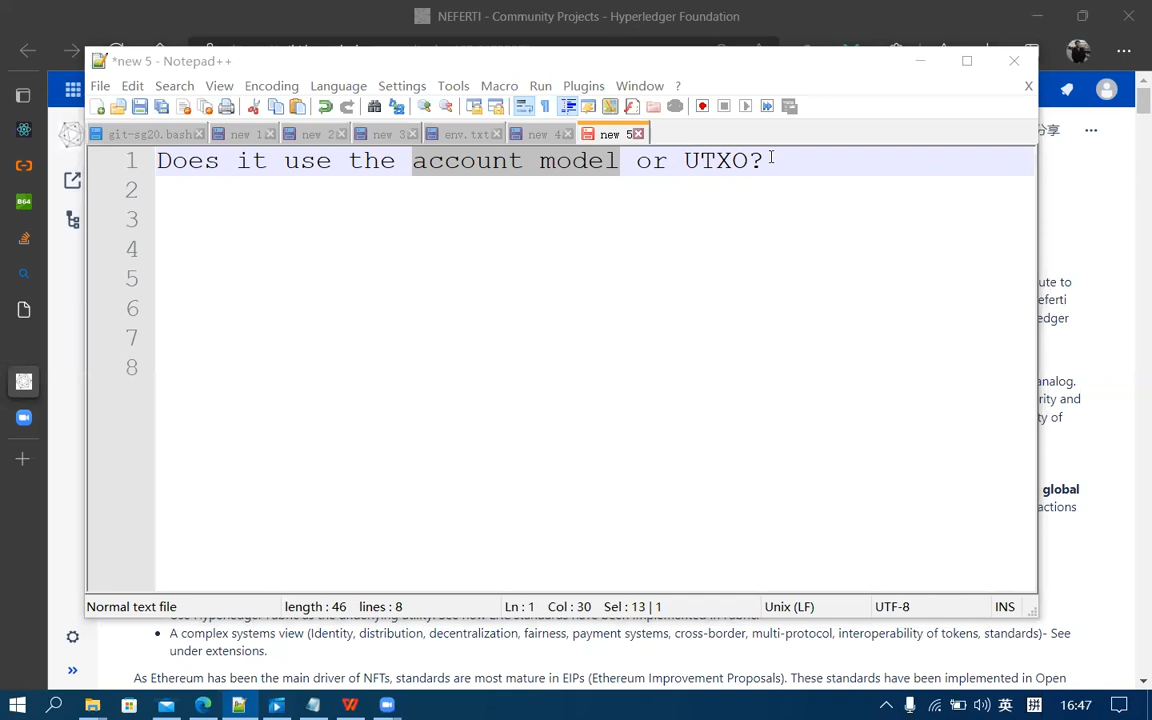 NEFERTI - Community Projects - Hyperledger Foundation
*new 5 - Notepad++
File Edit Search View Encoding Language Settings Tools Macro Run Plugins Window ? X
git-sg20.bash new 1 new 2 new 3 env.txt new 4 new 5
分享
1 Does it use the account model or UTXO?
2
3
4
5
6
7
8
B64
ute to
eferti
edger
analog.
rity and
ty of
global
actions
Normal text file length : 46 lines : 8 Ln : 1 Col : 30 Sel : 13 | 1 Unix (LF) UTF-8 INS
• A complex systems view (Identity, distribution, decentralization, fairness, payment systems, cross-border, multi-protocol, interoperability of tokens, standards)- See
under extensions.
As Ethereum has been the main driver of NFTs, standards are most mature in EIPs (Ethereum Improvement Proposals). These standards have been implemented in Open
英 拼 16:47